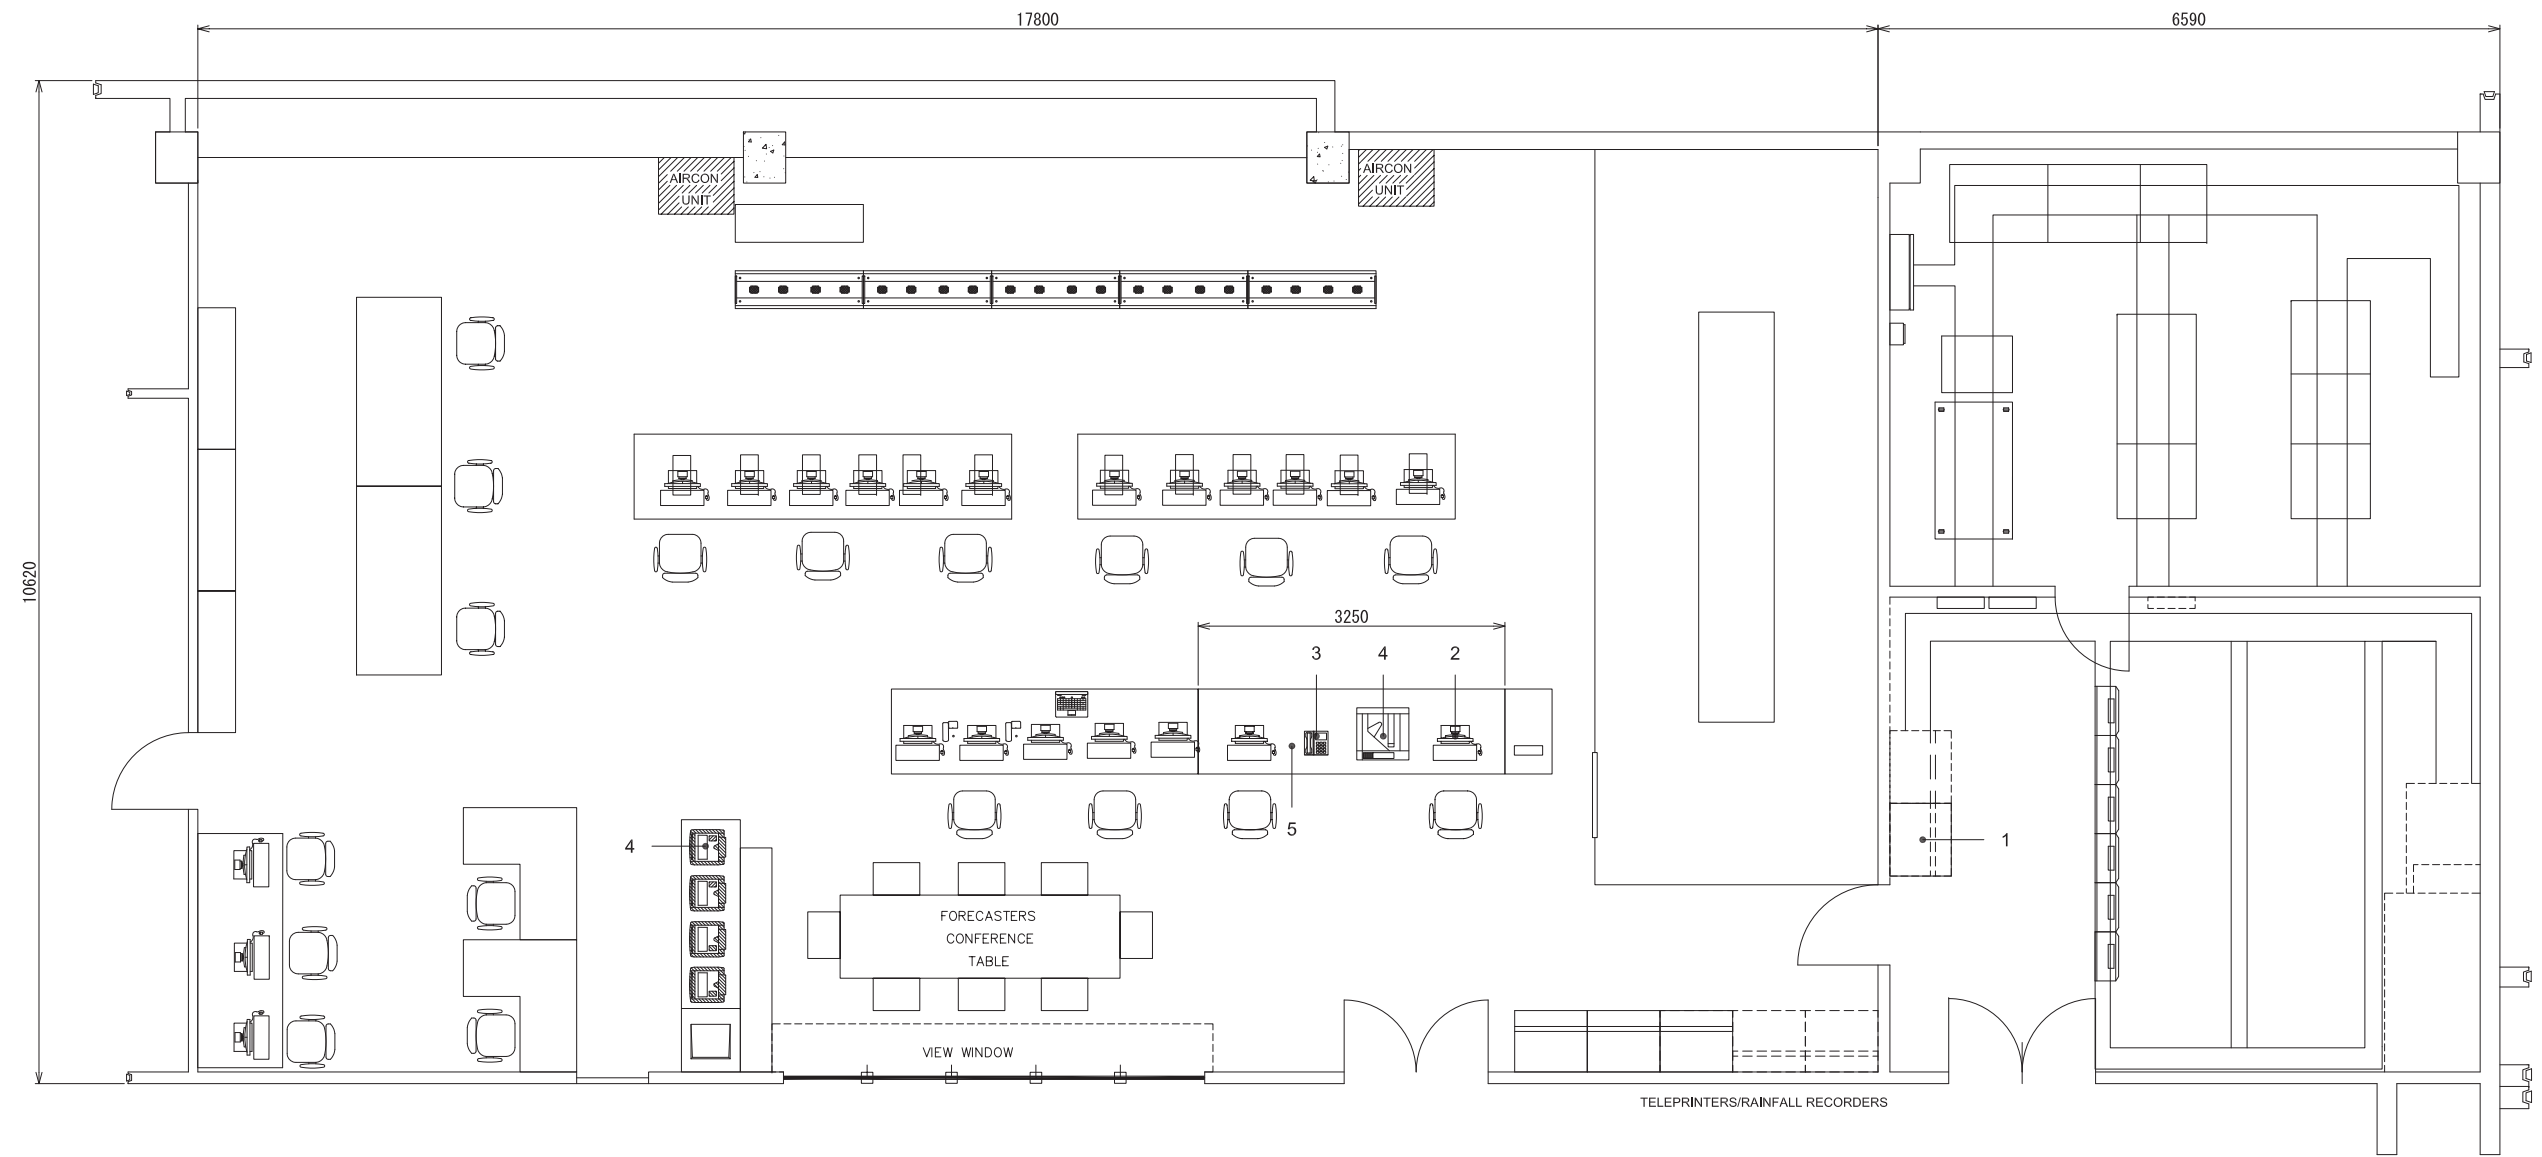 17800
6590
AIRCON
UNIT
AIRCON
UNIT
10620
3250
3
4
2
5
4
1
FORECASTERS
CONFERENCE
TABLE
VIEW WINDOW
TELEPRINTERS/RAINFALL RECORDERS